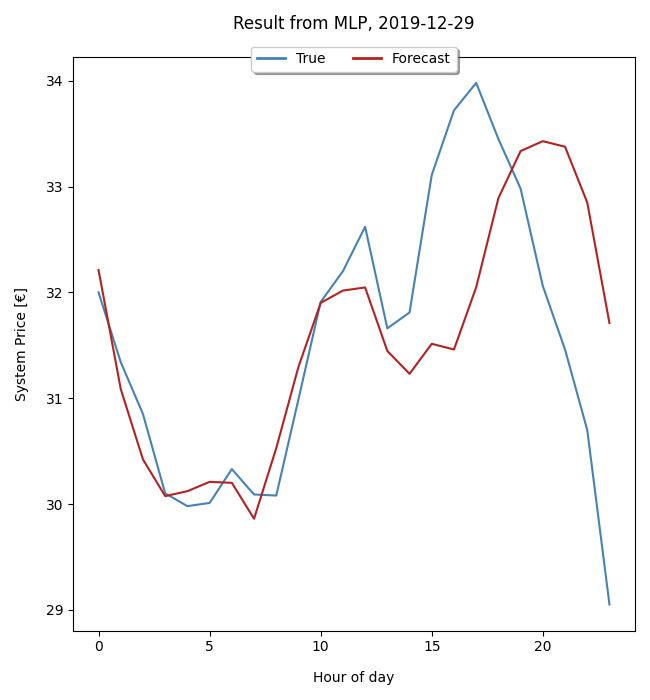 Result from MLP, 2019-12-29
True Forecast
34
33
32
31
30
29
System Price [€]
0 5 10 15 20
Hour of day